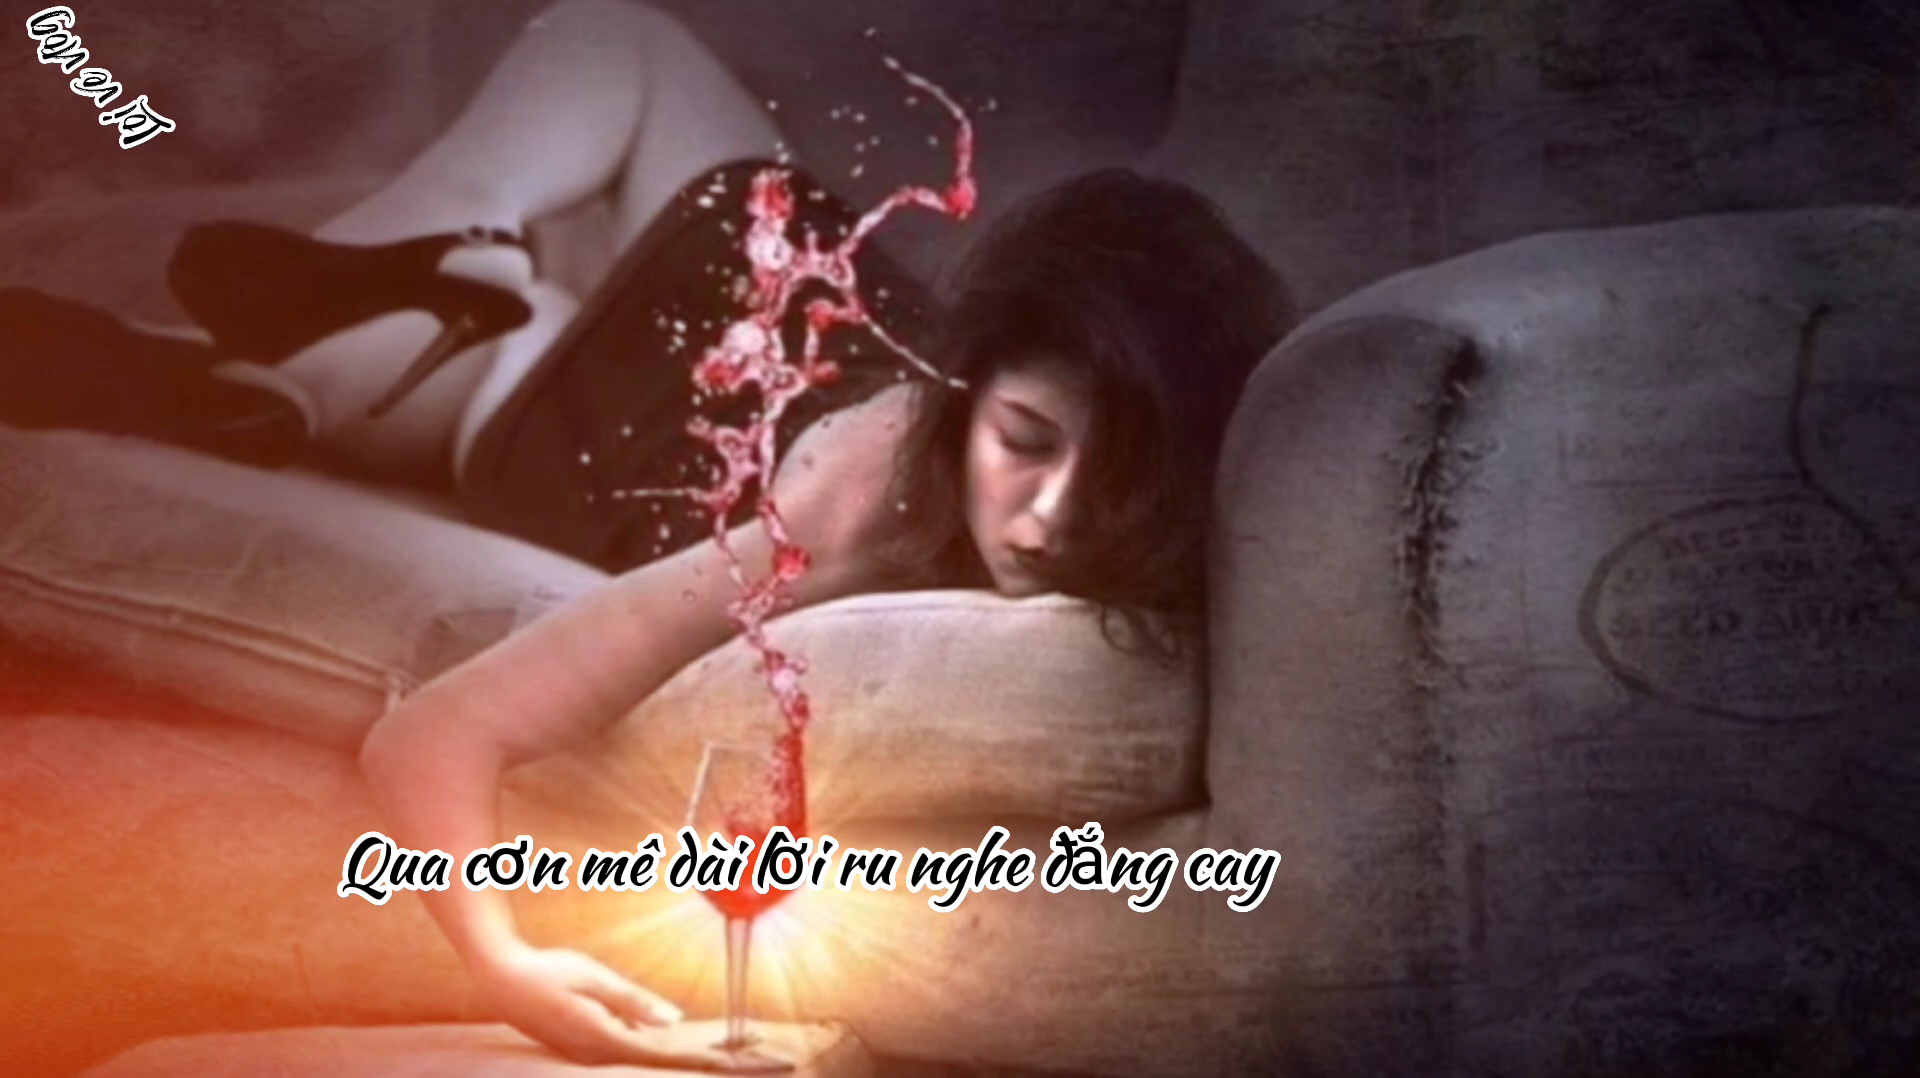 Qua cơn mê dài lời ru nghe đắng cay